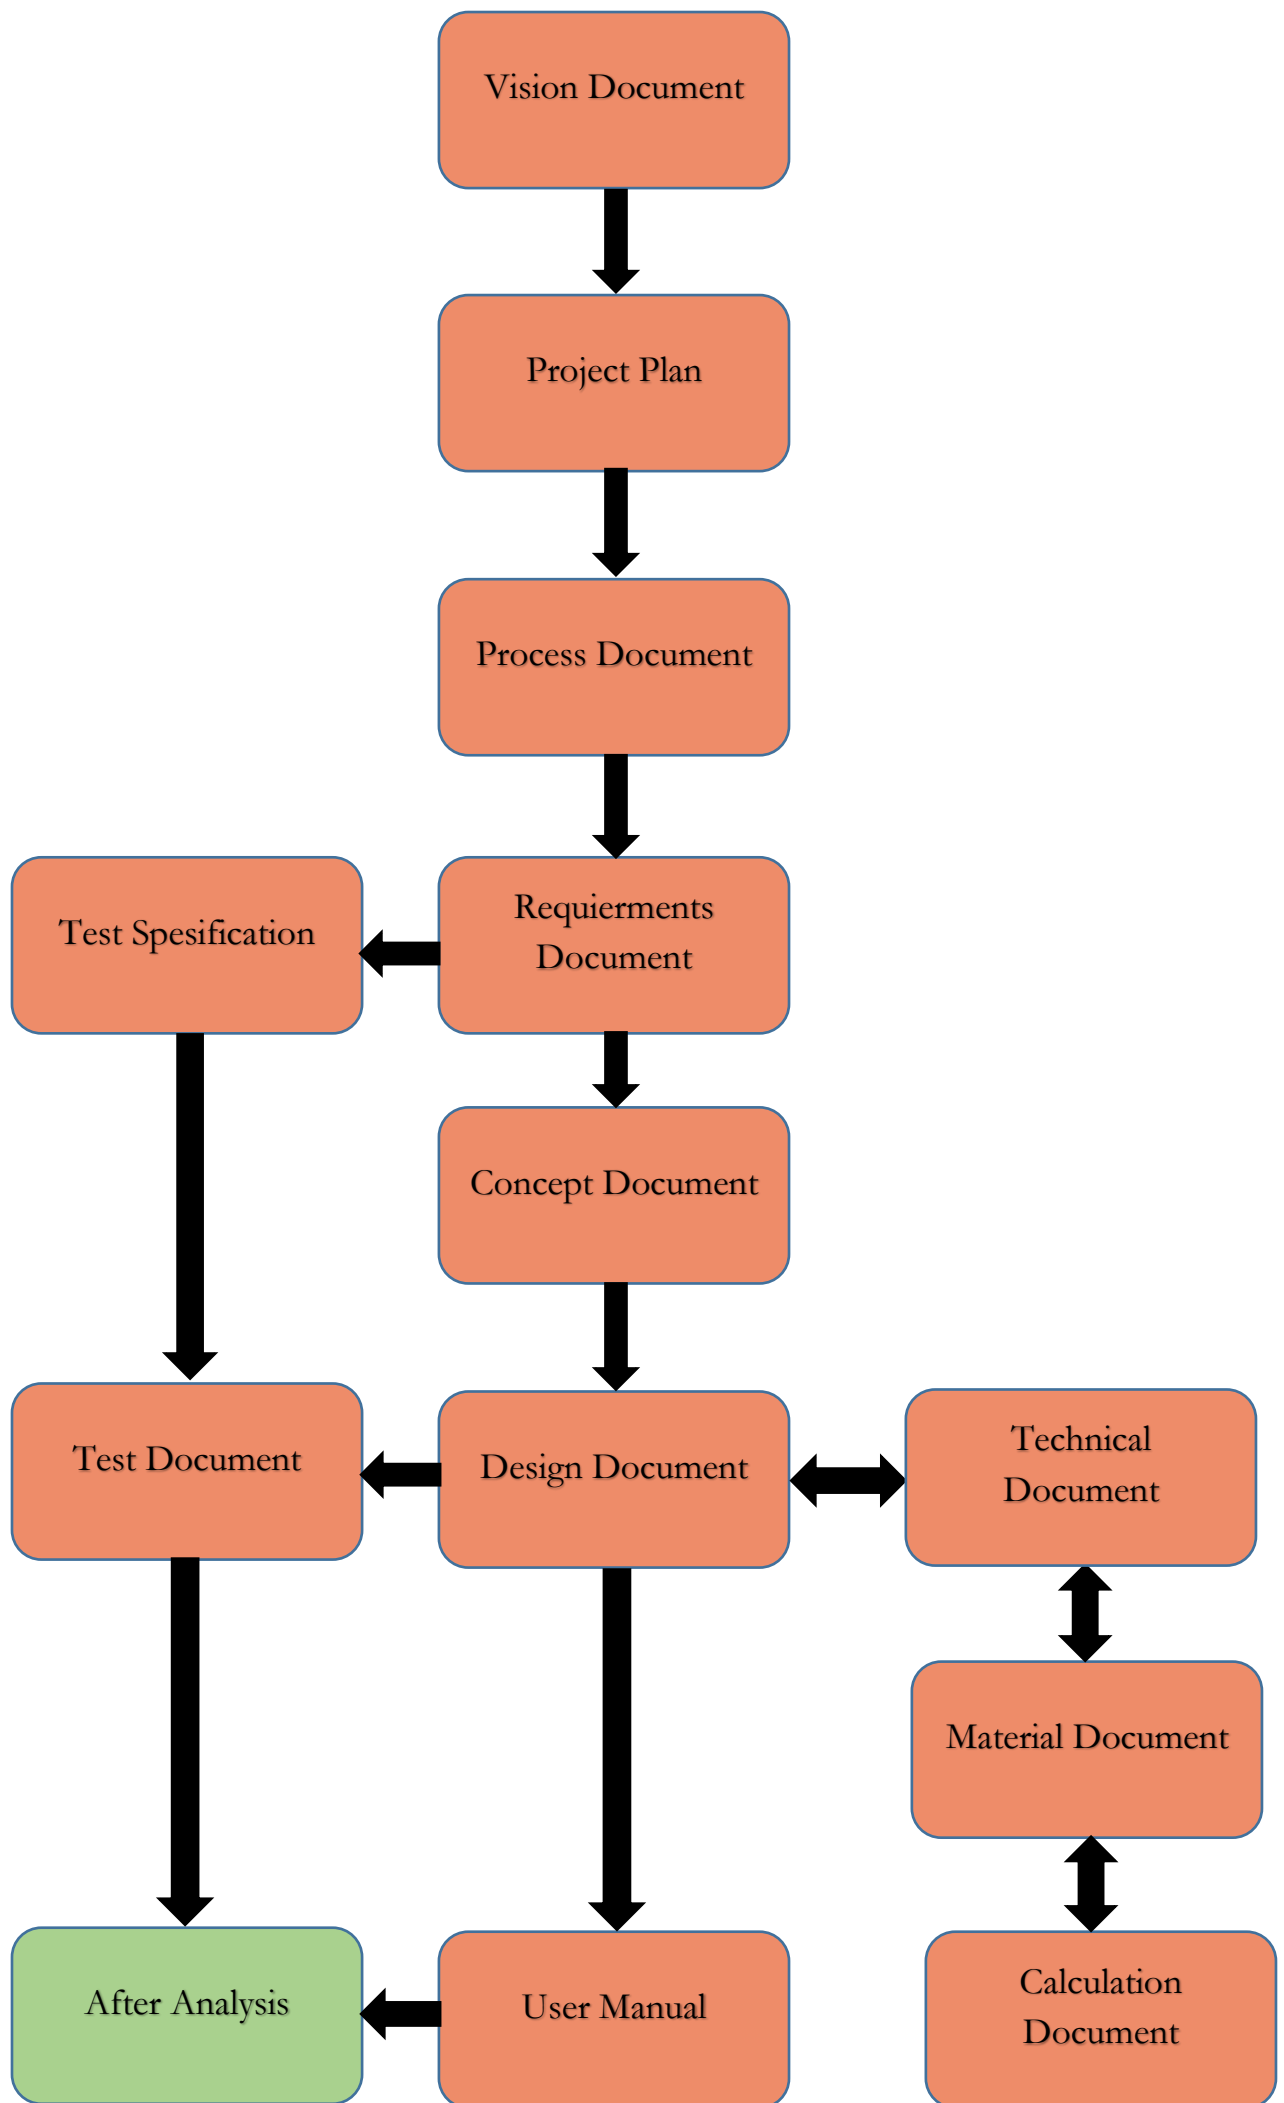 Vision Document
Project Plan
Process Document
Test Spesification
Requierments
Document
Concept Document
Test Document
Design Document
Technical
Document
Material Document
After Analysis
User Manual
Calculation
Document